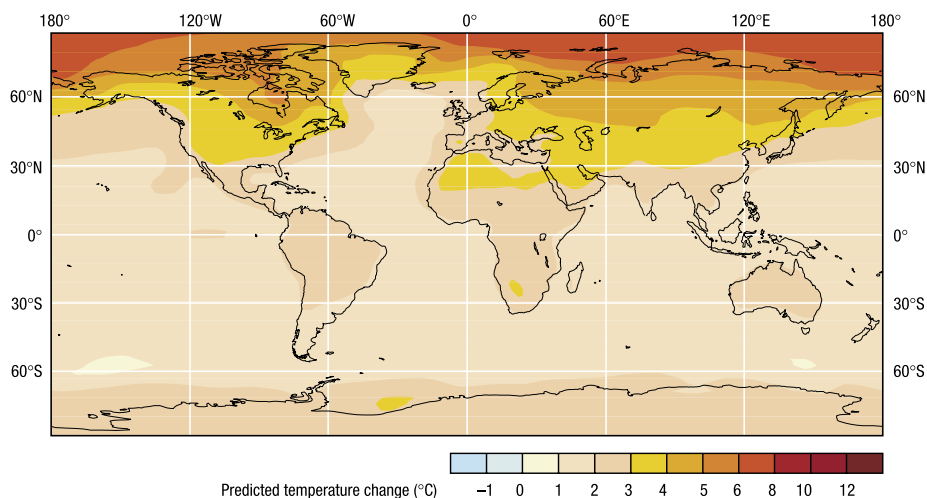 180° 120°W 60°W 0° 60°E 120°E 180°
60°N 60°N
30°N 30°N
0° 0°
30°S 30°S
60°S 60°S
Predicted temperature change (°C) –1 0 1 2 3 4 5 6 8 10 12